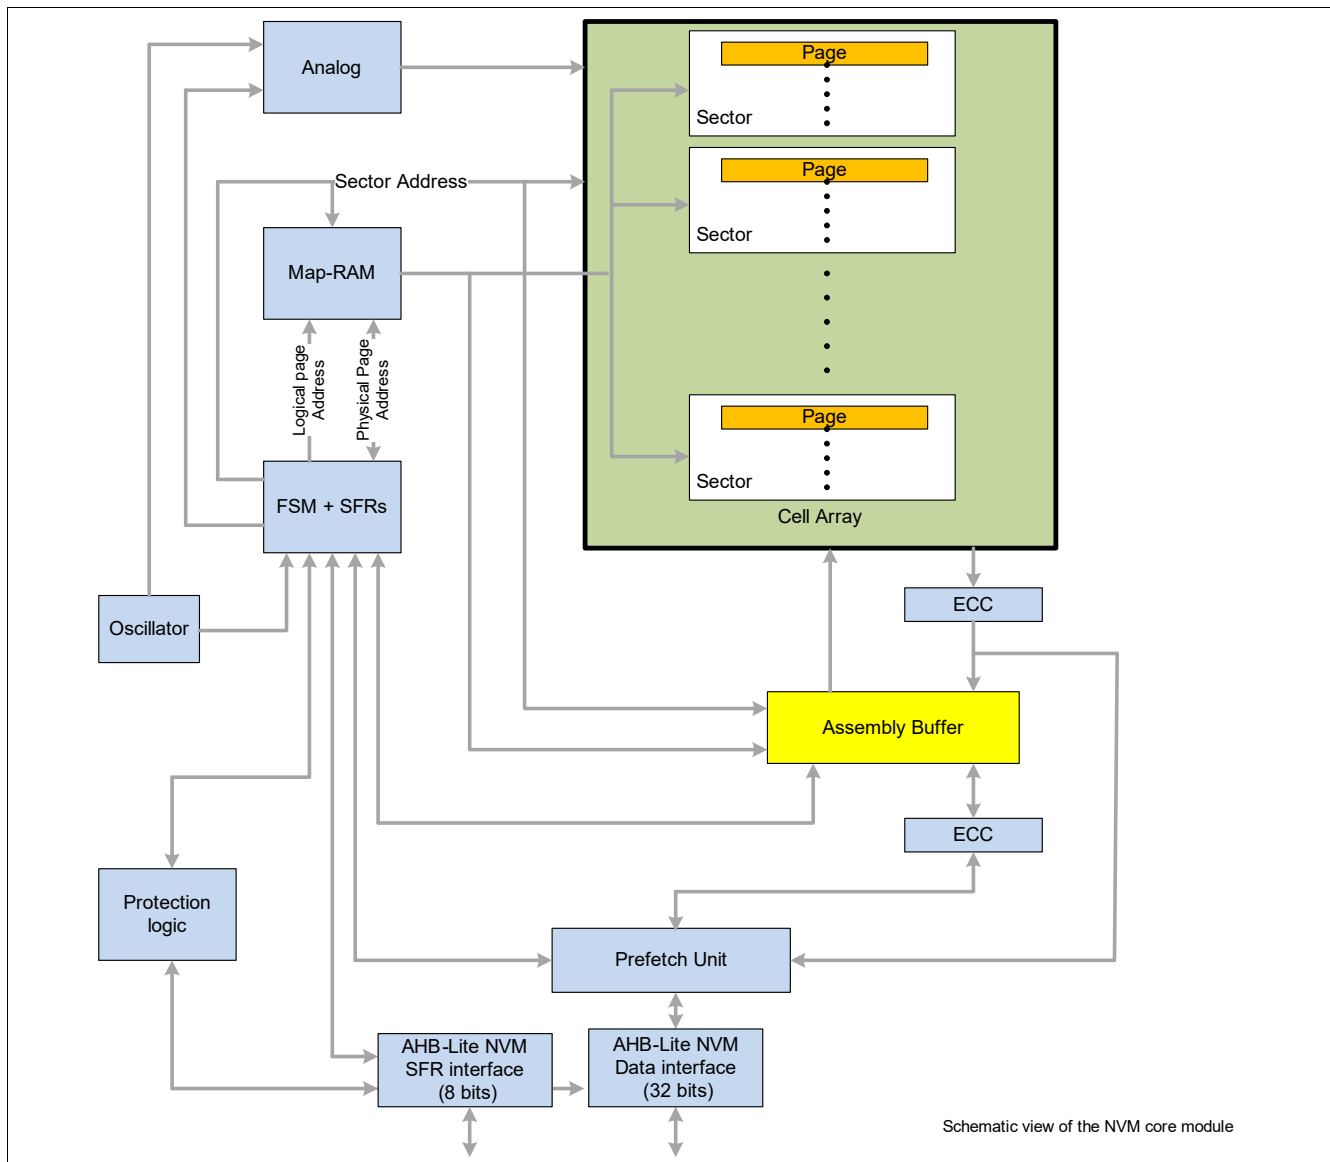 Analog
Page
Sector
Page
Sector
Sector Address
Map-RAM
Logical page
Address
Physical Page
Address
Page
Sector
FSM + SFRs
Cell Array
Oscillator
ECC
Assembly Buffer
ECC
Protection
logic
Prefetch Unit
AHB-Lite NVM
SFR interface
(8 bits)
AHB-Lite NVM
Data interface
(32 bits)
Schematic view of the NVM core module